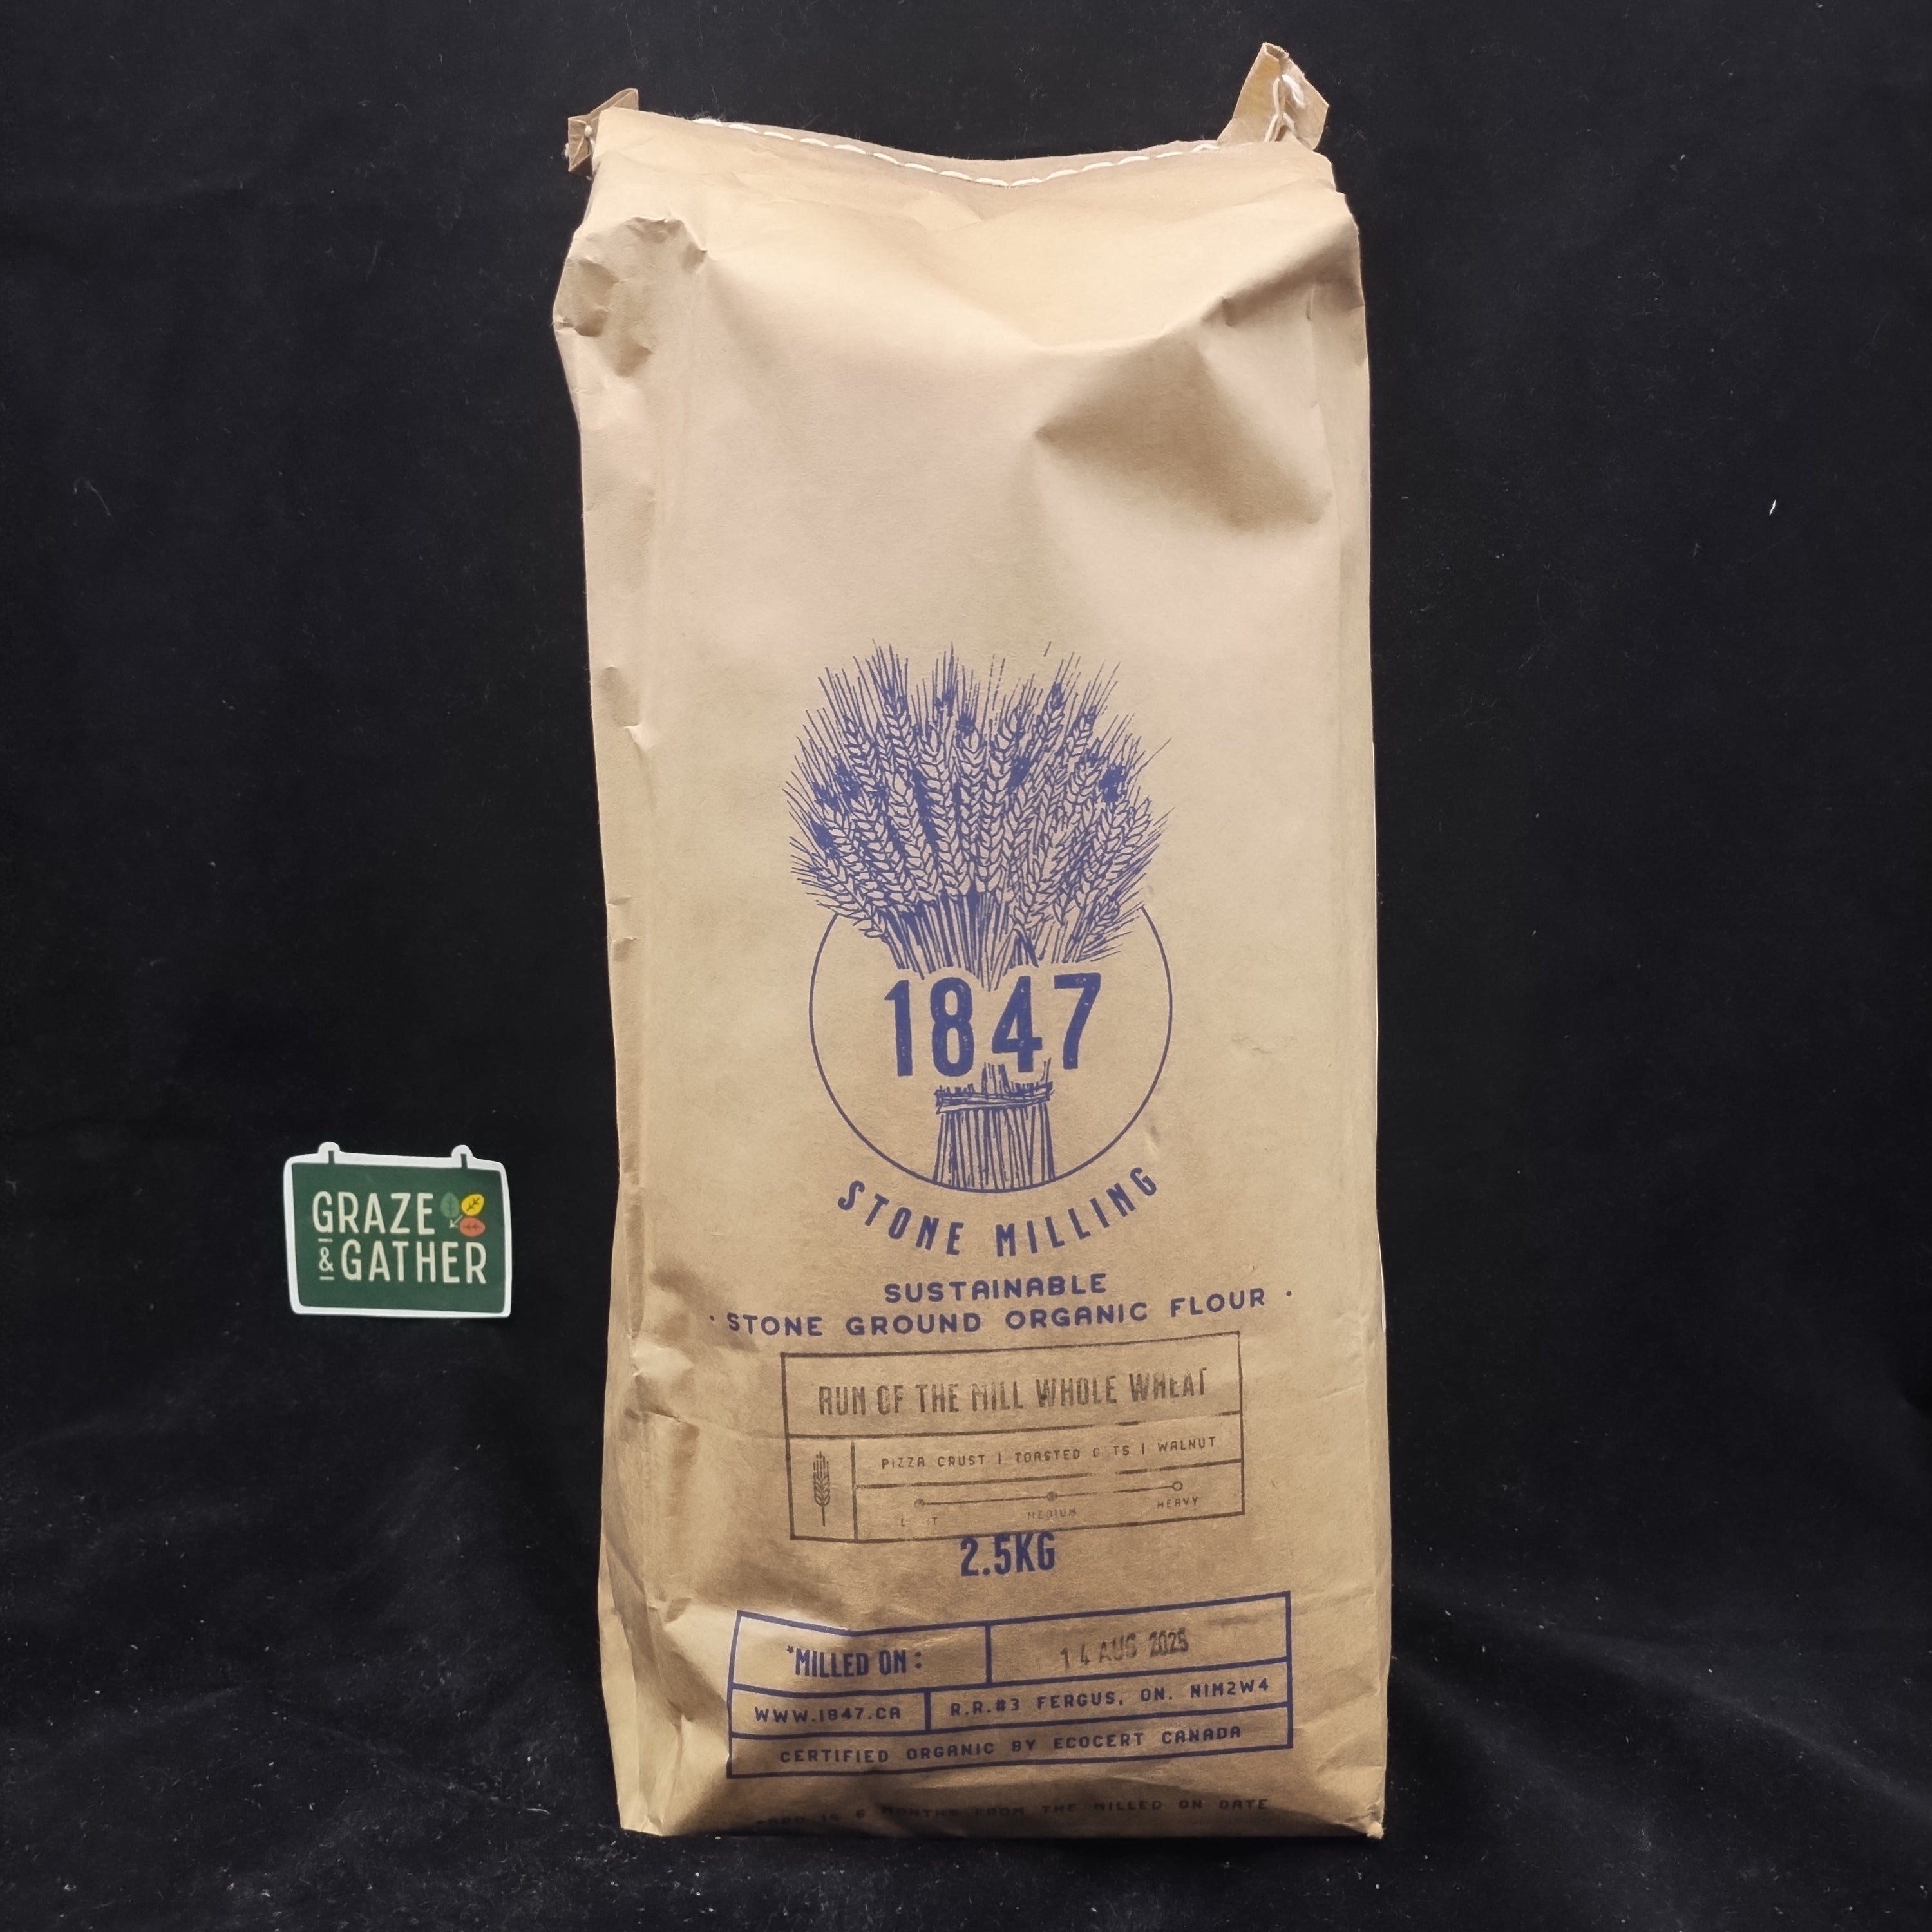 GRAZE
& GATHER
1847
STONE MILLING
SUSTAINABLE
· STONE GROUND ORGANIC FLOUR ·
RUN OF THE MILL WHOLE WHEAT
PIZZA CRUST | TOASTED | WALNUT
MEDIUM HEAVY
2.5KG
*MILLED ON :
14 AUG 2025
WWW.1847.CA
R.R.#3 FERGUS, ON. N1M2W4
CERTIFIED ORGANIC BY ECOCERT CANADA
IS 6 MONTHS FROM THE MILLED ON DATE